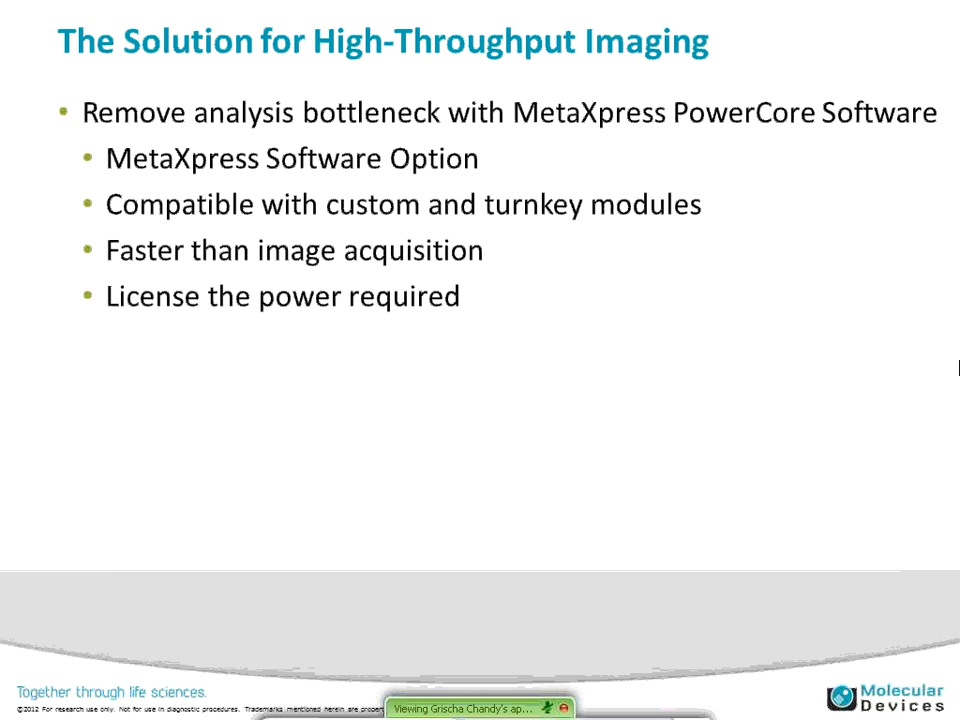 The Solution for High-Throughput Imaging
• Remove analysis bottleneck with MetaXpress PowerCore Software
• MetaXpress Software Option
• Compatible with custom and turnkey modules
• Faster than image acquisition
• License the power required
Together through life sciences.
©2012 For research use only. Not for use in diagnostic procedures. Trademarks mentioned herein are
Viewing Grischa Chandy's ap...
Molecular
Devices